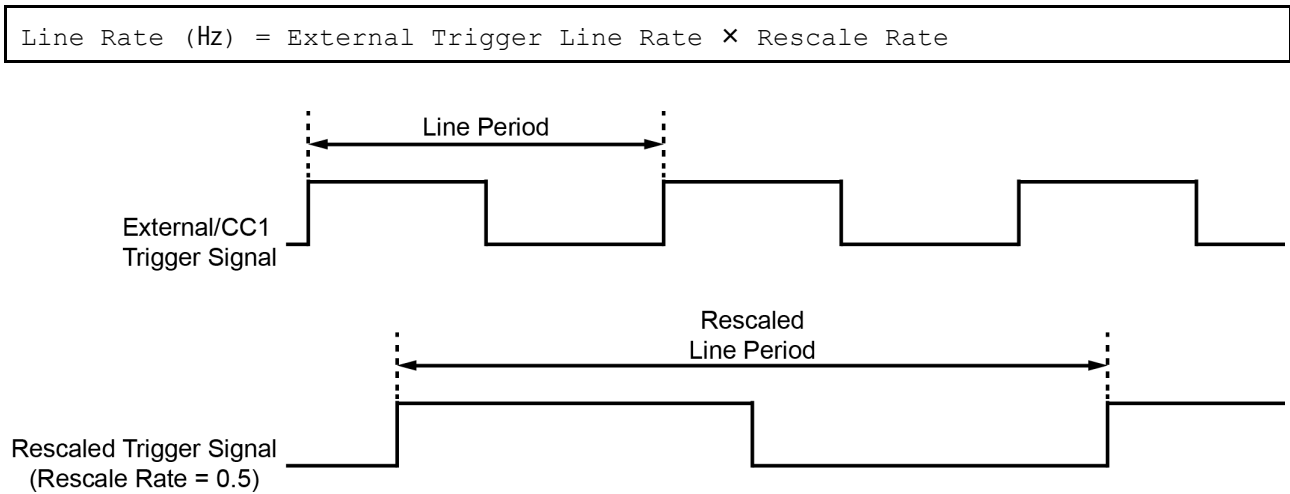 Line Rate (Hz) = External Trigger Line Rate × Rescale Rate
Line Period
External/CC1
Trigger Signal
Rescaled
Line Period
Rescaled Trigger Signal
(Rescale Rate = 0.5)